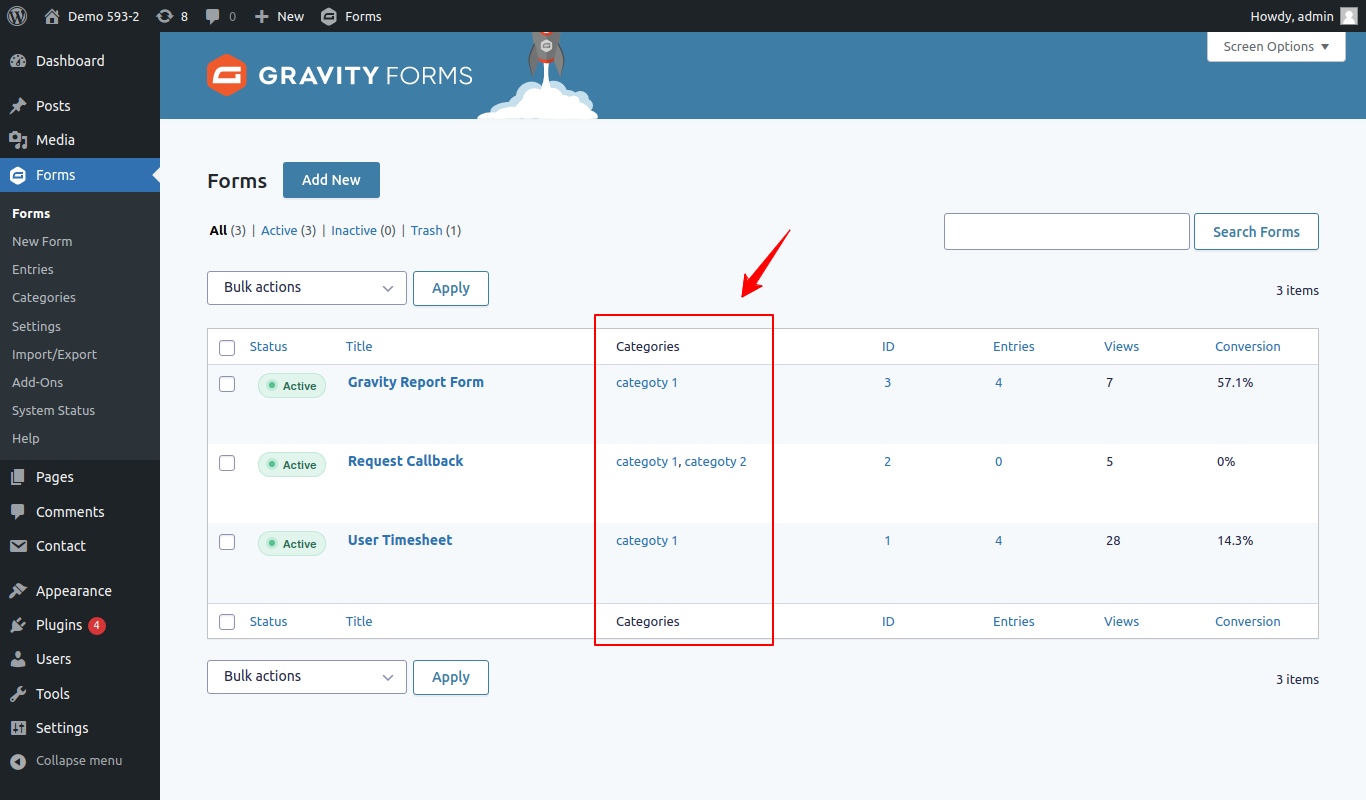 Demo 593-2 8 0 New Forms Howdy, admin
Screen Options
GRAVITY FORMS
Dashboard
Posts
Media
Forms
Forms
New Form
Entries
Categories
Settings
Import/Export
Add-Ons
System Status
Help
Pages
Comments
Contact
Appearance
Plugins 4
Users
Tools
Settings
Collapse menu
Forms Add New
All (3) | Active (3) | Inactive (0) | Trash (1)
Search Forms
Bulk actions Apply
3 items
Status Title Categories ID Entries Views Conversion
Active Gravity Report Form categoty 1 3 4 7 57.1%
Active Request Callback categoty 1, categoty 2 2 0 5 0%
Active User Timesheet categoty 1 1 4 28 14.3%
Status Title Categories ID Entries Views Conversion
Bulk actions Apply
3 items